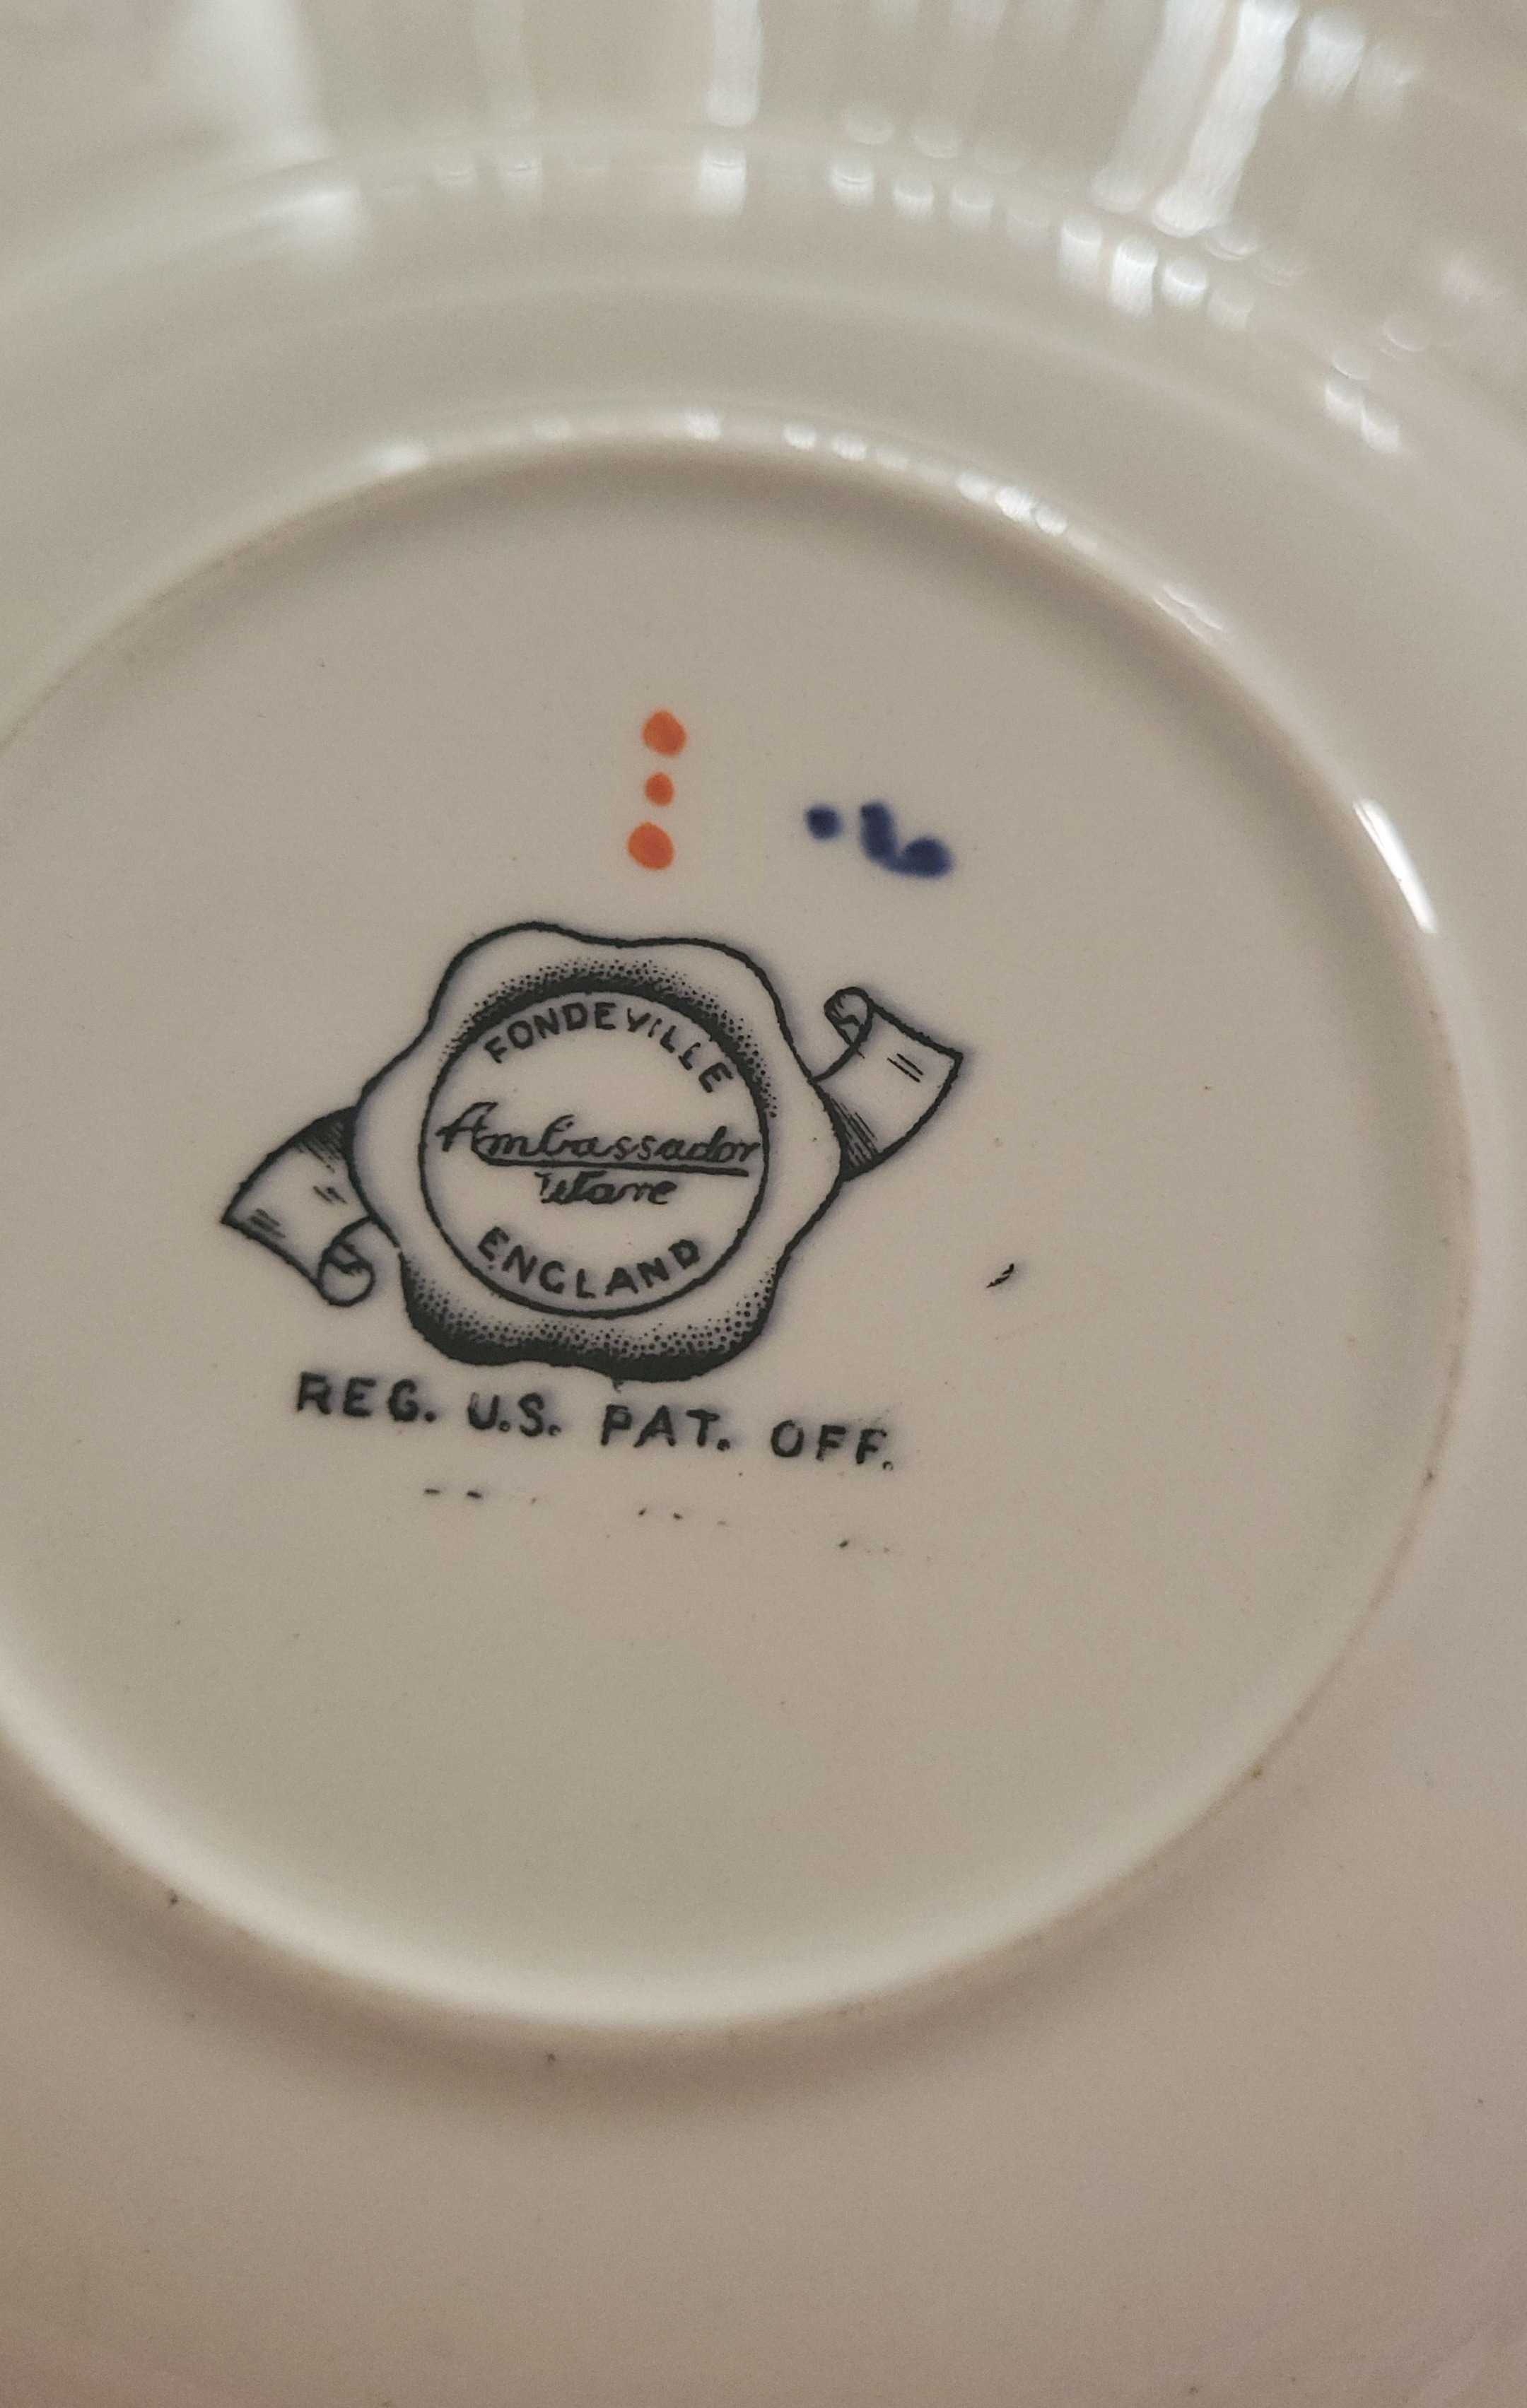 FONDEVILLE
Ambassador
Ware
ENGLAND
REG. U.S. PAT. OFF.